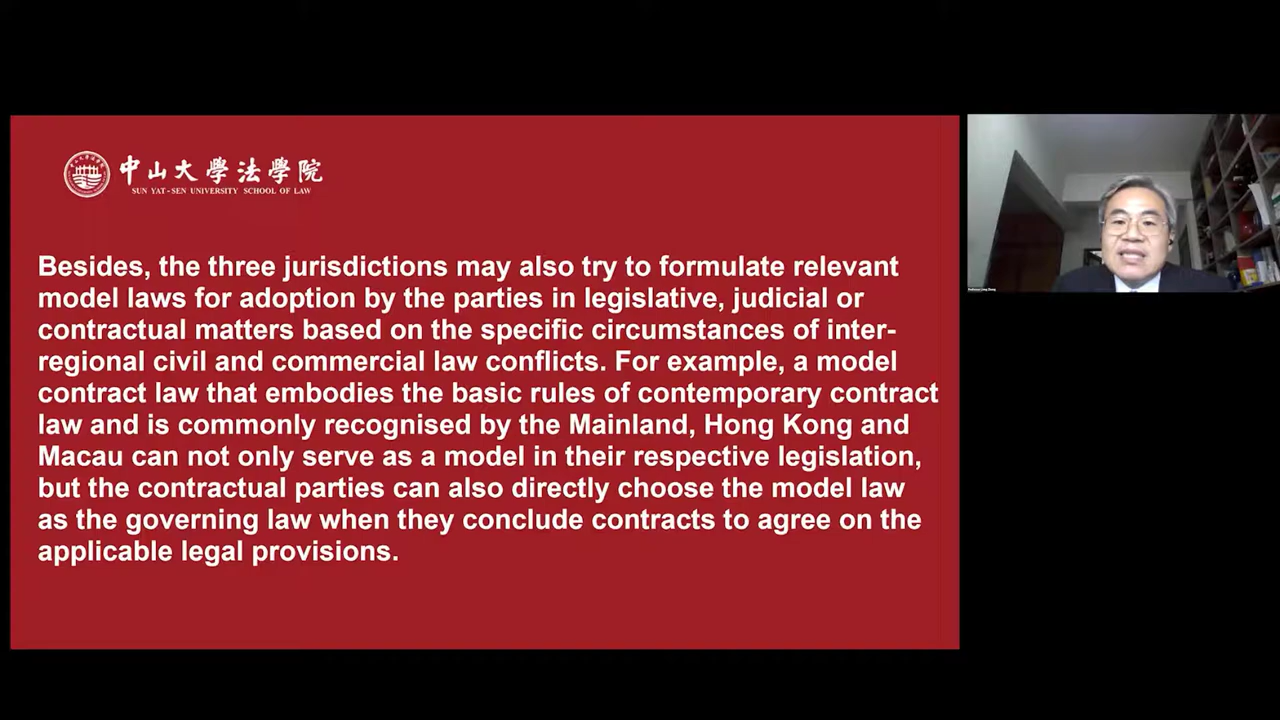 中山大學法學院
SUN YAT-SEN UNIVERSITY SCHOOL OF LAW
Besides, the three jurisdictions may also try to formulate relevant
model laws for adoption by the parties in legislative, judicial or
contractual matters based on the specific circumstances of inter-
regional civil and commercial law conflicts. For example, a model
contract law that embodies the basic rules of contemporary contract
law and is commonly recognised by the Mainland, Hong Kong and
Macau can not only serve as a model in their respective legislation,
but the contractual parties can also directly choose the model law
as the governing law when they conclude contracts to agree on the
applicable legal provisions.